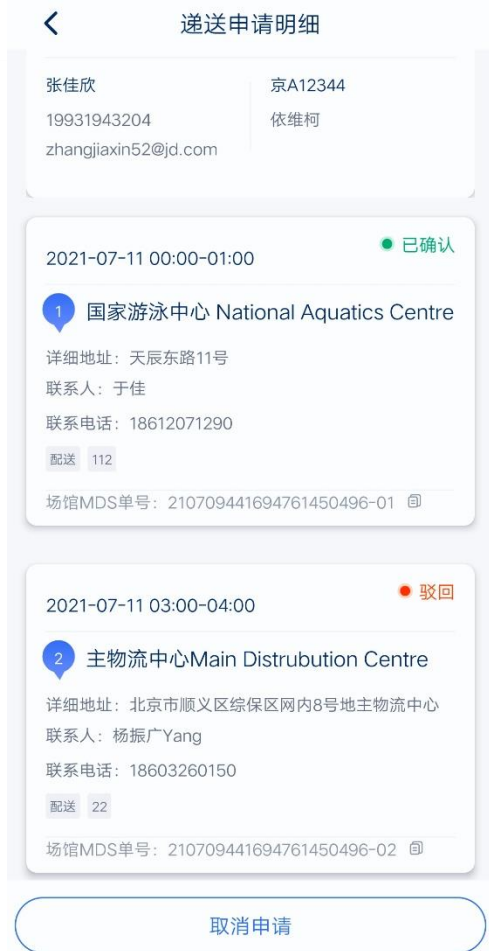 递送申请明细
张佳欣
京A12344
19931943204
依维柯
zhangjiaxin52@jd.com
2021-07-11 00:00-01:00
已确认
1
国家游泳中心 National Aquatics Centre
详细地址：天辰东路11号
联系人：于佳
联系电话：18612071290
配送 112
场馆MDS单号：210709441694761450496-01
2021-07-11 03:00-04:00
驳回
2
主物流中心Main Distrubution Centre
详细地址：北京市顺义区综保区网内8号地主物流中心
联系人：杨振广Yang
联系电话：18603260150
配送 22
场馆MDS单号：210709441694761450496-02
取消申请